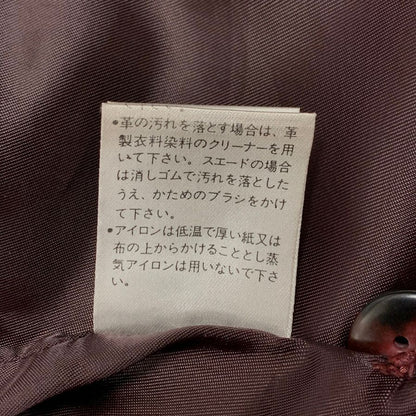 •革の汚れを落とす場合は、革
製衣料染料のクリーナーを用
いて下さい。スエードの場合
は消しゴムで汚れを落とした
うえ、かためのブラシをかけ
て下さい。
•アイロンは低温で厚い紙又は
布の上からかけることとし蒸
気アイロンは用いないで下さ
い。